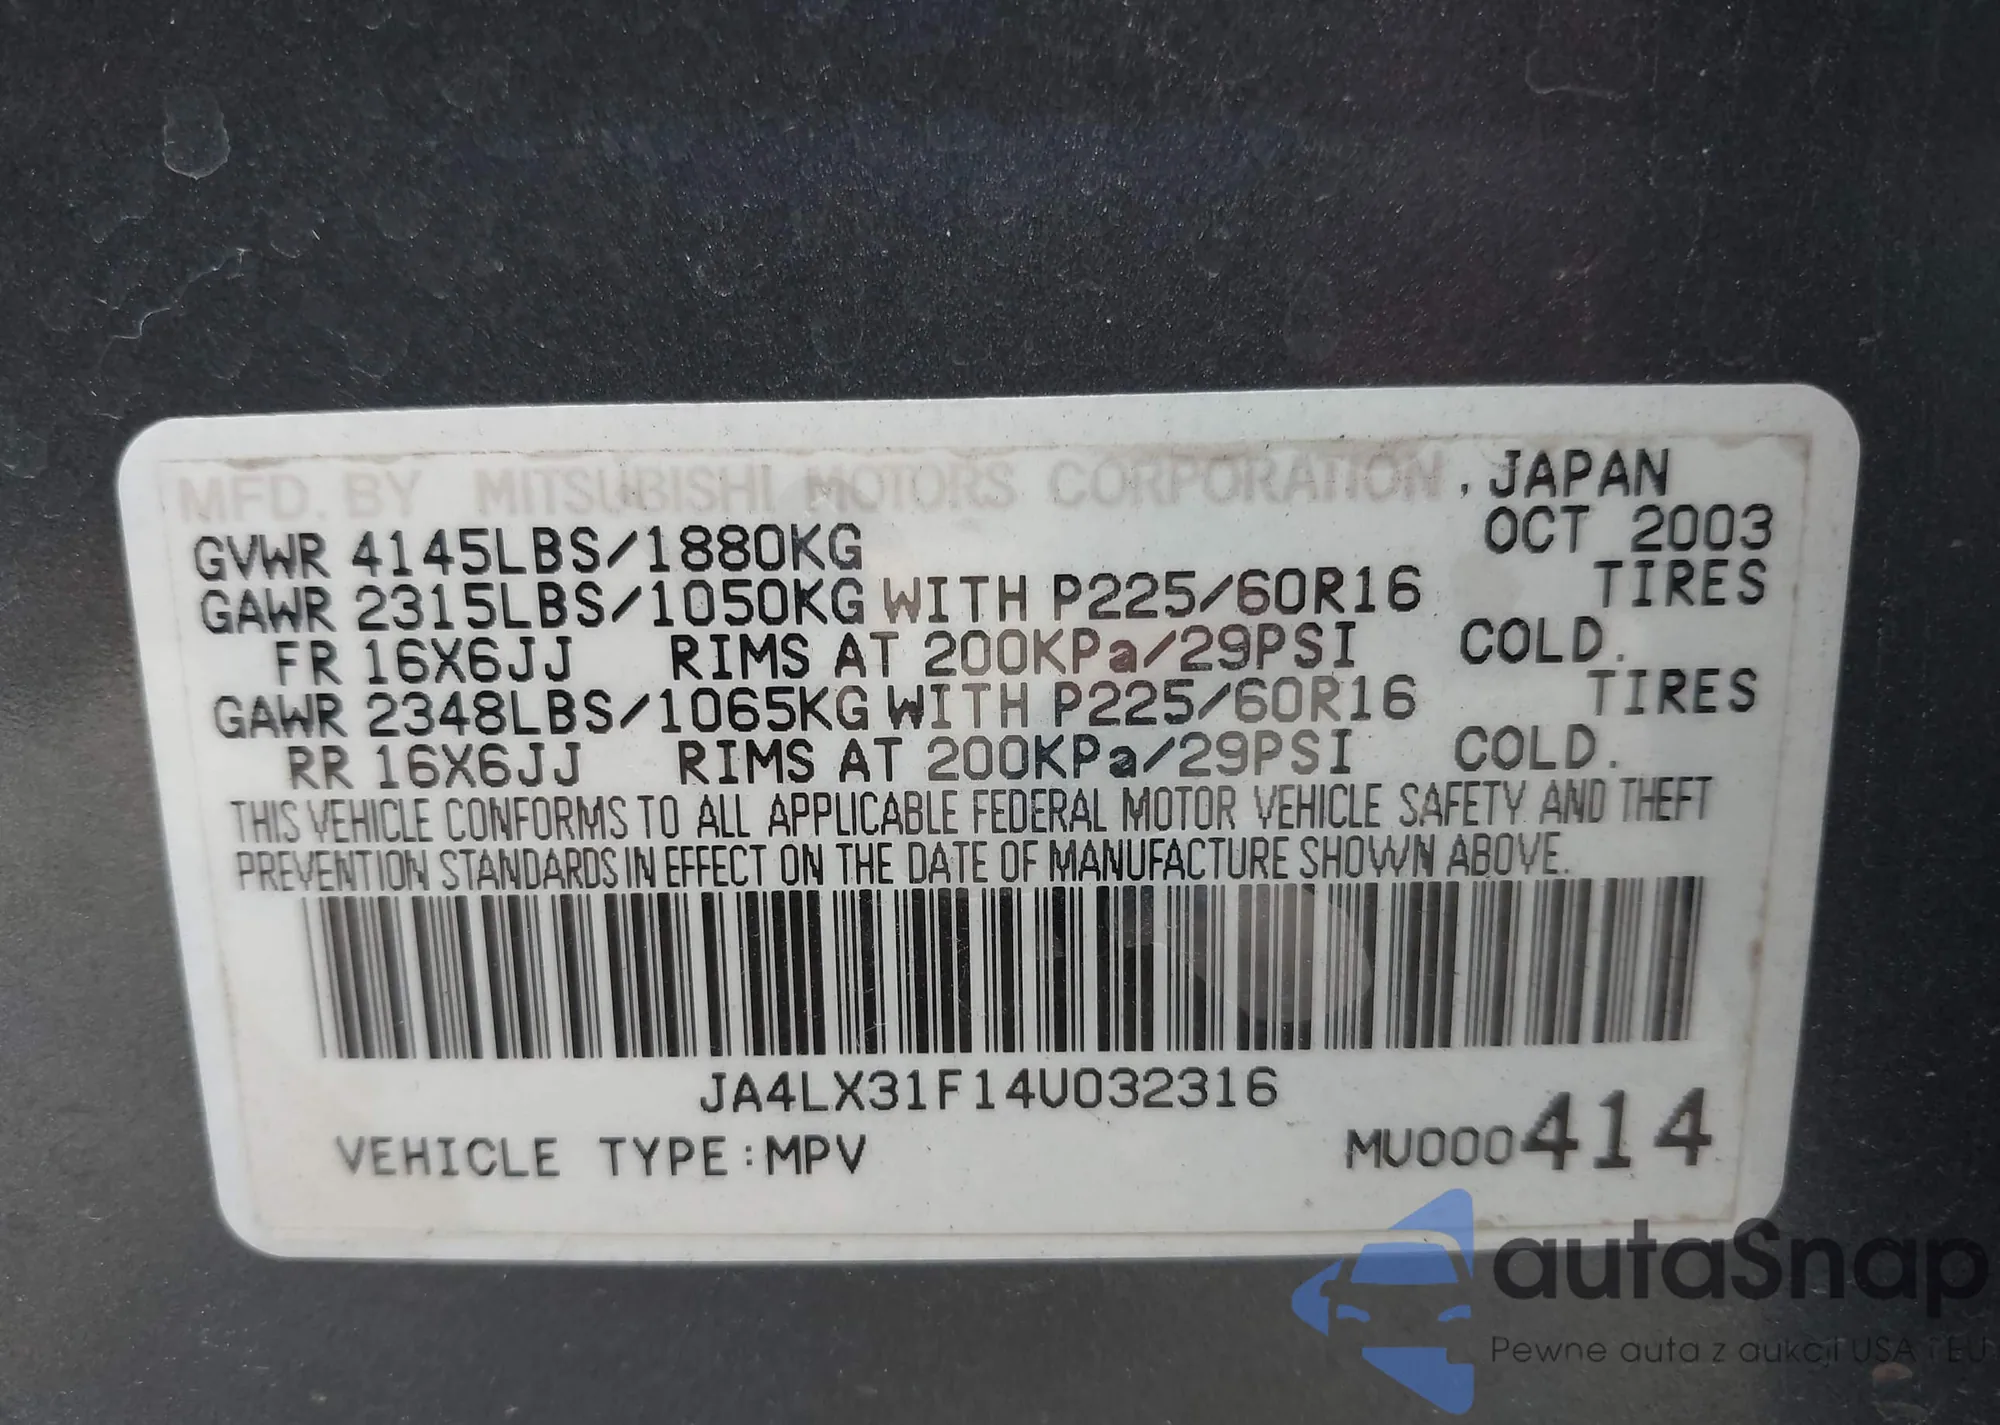 MFD. BY MITSUBISHI MOTORS CORPORATION , JAPAN
GVWR 4145LBS/1880KG OCT 2003
GAWR 2315LBS/1050KG WITH P225/60R16 TIRES
FR 16X6JJ RIMS AT 200KPa/29PSI COLD.
GAWR 2348LBS/1065KG WITH P225/60R16 TIRES
RR 16X6JJ RIMS AT 200KPa/29PSI COLD.
THIS VEHICLE CONFORMS TO ALL APPLICABLE FEDERAL MOTOR VEHICLE SAFETY AND THEFT
PREVENTION STANDARDS IN EFFECT ON THE DATE OF MANUFACTURE SHOWN ABOVE.
JA4LX31F14U032316
VEHICLE TYPE:MPV MU000414
autaSnap
Pewne auta z aukcji USA i EU